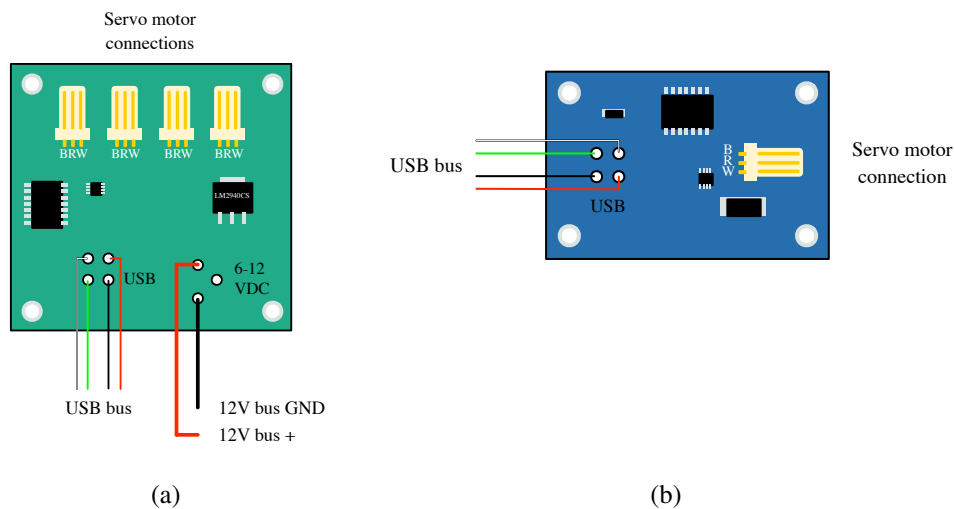 Servo motor
connections
BRW
BRW
BRW
BRW
LM2940CS
USB
6-12
VDC
USB bus
12V bus GND
12V bus +
(a)
USB bus
B
R
W
USB
Servo motor
connection
(b)